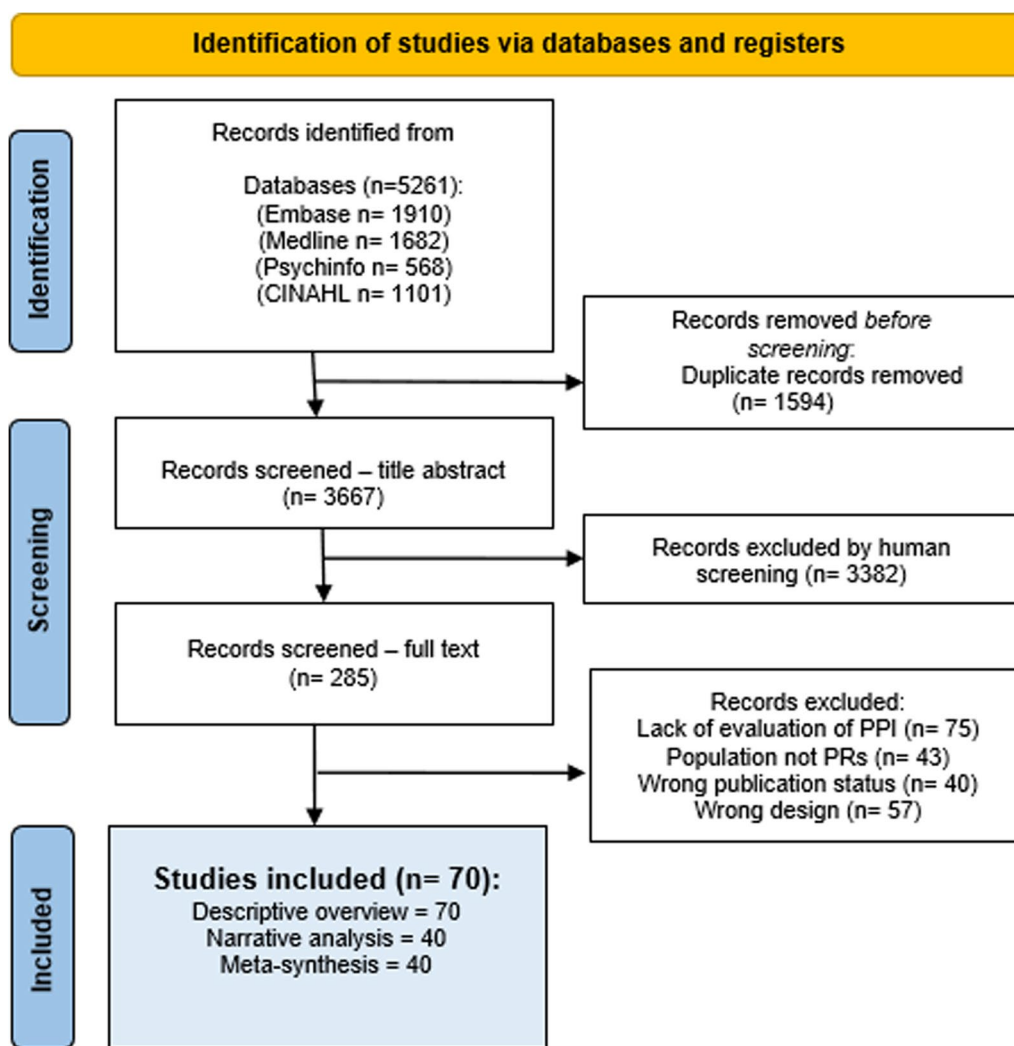 Identification of studies via databases and registers
Identification
Records identified from
Databases (n=5261):
(Embase n= 1910)
(Medline n= 1682)
(Psychinfo n= 568)
(CINAHL n= 1101)
Records removed before
screening:
Duplicate records removed
(n= 1594)
Screening
Records screened – title abstract
(n= 3667)
Records excluded by human
screening (n= 3382)
Records screened – full text
(n= 285)
Records excluded:
Lack of evaluation of PPI (n= 75)
Population not PRs (n= 43)
Wrong publication status (n= 40)
Wrong design (n= 57)
Included
Studies included (n= 70):
Descriptive overview = 70
Narrative analysis = 40
Meta-synthesis = 40